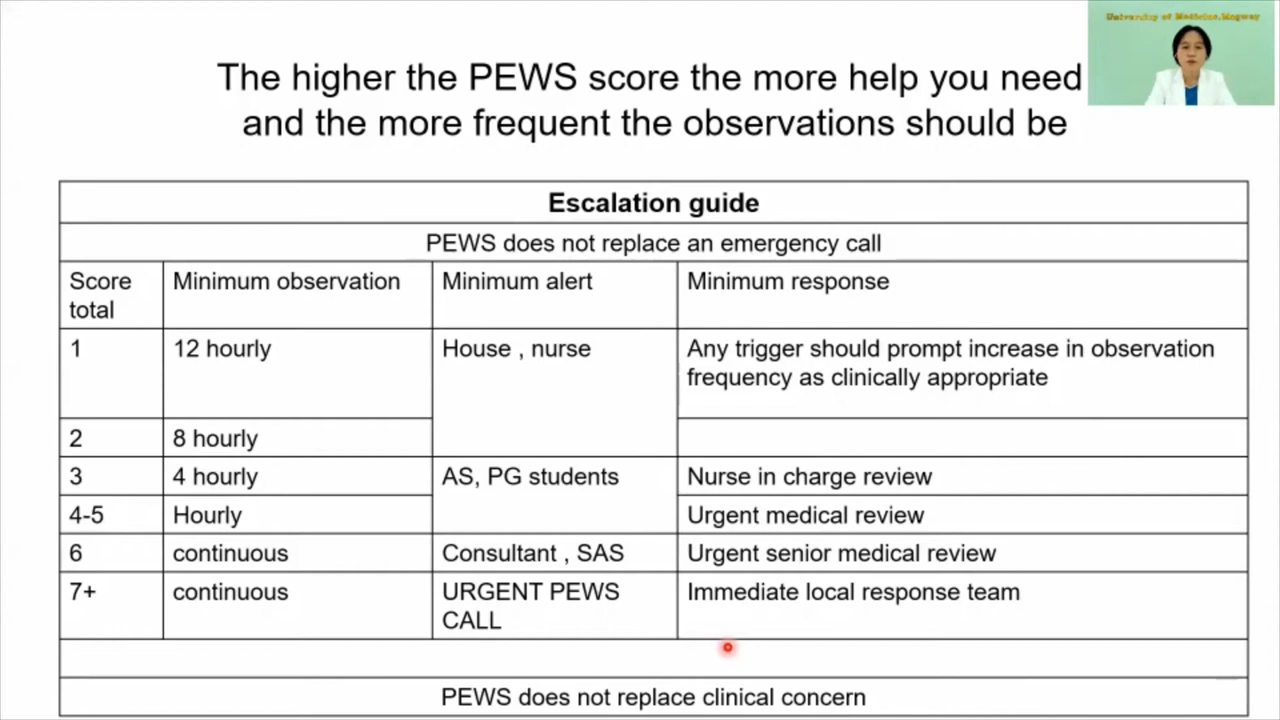 University of Medicine,Magway
The higher the PEWS score the more help you need
and the more frequent the observations should be
Escalation guide
PEWS does not replace an emergency call
Score total
Minimum observation
Minimum alert
Minimum response
1
12 hourly
House , nurse
Any trigger should prompt increase in observation
frequency as clinically appropriate
2
8 hourly
3
4 hourly
AS, PG students
Nurse in charge review
4-5
Hourly
Urgent medical review
6
continuous
Consultant , SAS
Urgent senior medical review
7+
continuous
URGENT PEWS
CALL
Immediate local response team
PEWS does not replace clinical concern